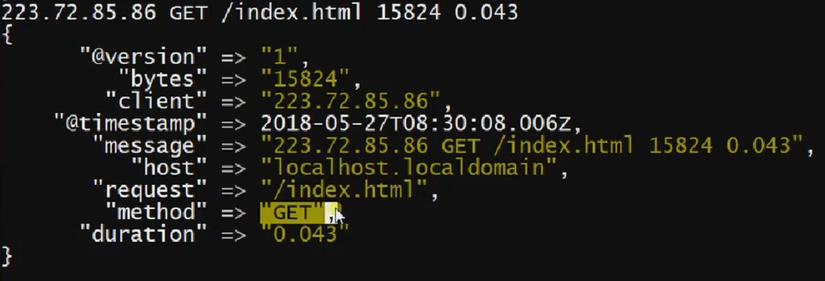 223.72.85.86 GET /index.html 15824 0.043
{
"@version" => "1",
"bytes" => "15824",
"client" => "223.72.85.86",
"@timestamp" => 2018-05-27T08:30:08.006Z,
"message" => "223.72.85.86 GET /index.html 15824 0.043",
"host" => "localhost.localdomain",
"request" => "/index.html",
"method" => "GET",
"duration" => "0.043"
}